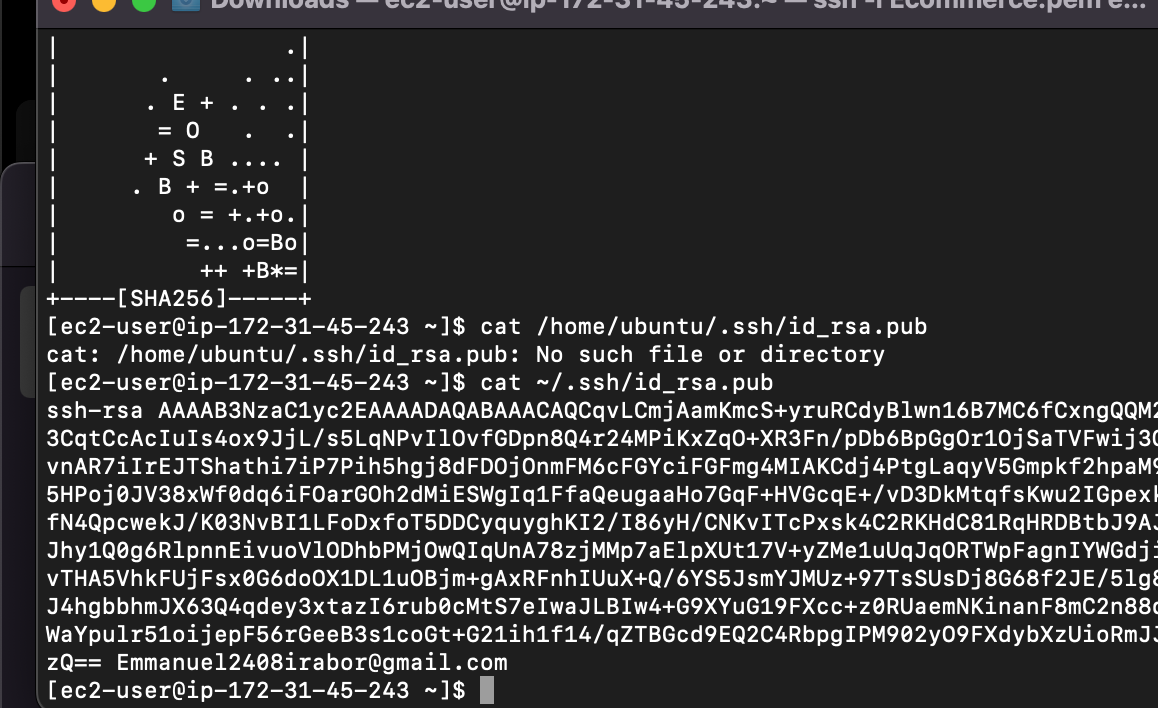 Downloads — ec2-user@ip-172-31-45-243:~ — ssh -i Ecommerce.pem e...
|                 .|
|        .     . ..|
|       . E + . . .|
|        = O   .  .|
|       + S B .... |
|      . B + =.+o  |
|         o = +.+o.|
|          =...o=Bo|
|           ++ +B*=|
+----[SHA256]-----+
[ec2-user@ip-172-31-45-243 ~]$ cat /home/ubuntu/.ssh/id_rsa.pub
cat: /home/ubuntu/.ssh/id_rsa.pub: No such file or directory
[ec2-user@ip-172-31-45-243 ~]$ cat ~/.ssh/id_rsa.pub
ssh-rsa AAAAB3NzaC1yc2EAAAADAQABAAACAQCqvLCmjAamKmcS+yruRCdyBlwn16B7MC6fCxngQQM2
3CqtCcAcIuIs4ox9JjL/s5LqNPvIlOvfGDpn8Q4r24MPiKxZqO+XR3Fn/pDb6BpGgOr1OjSaTVFwij3
vnAR7iIrEJTShathi7iP7Pih5hgj8dFDOjOnmFM6cFGYciFGFmg4MIAKCdj4PtgLaqyV5Gmpkf2hpaM9
5HPoj0JV38xWf0dq6iFOarGOh2dMiESWgIq1FfaQeugaaHo7GqF+HVGcqE+/vD3DkMtqfsKwu2IGpexk
fN4QpcwekJ/K03NvBI1LFoDxfoT5DDCyquyghKI2/I86yH/CNKvITcPxsk4C2RKHdC81RqHRDBtbJ9AJ
Jhy1Q0g6RlpnnEivuoVlODhbPMjOwQIqUnA78zjMMp7aElpXUt17V+yZMe1uUqJqORTWpFagnIYWGdji
vTHA5VhkFUjFsx0G6doOX1DL1uOBjm+gAxRFnhIUuX+Q/6YS5JsmYJMUz+97TsSUsDj8G68f2JE/5lg8
J4hgbbhmJX63Q4qdey3xtazI6rub0cMtS7eIwaJLBIw4+G9XYuG19FXcc+z0RUaemNKinanF8mC2n88
WaYpulr51oijepF56rGeeB3s1coGt+G21ih1f14/qZTBGcd9EQ2C4RbpgIPM902yO9FXdybXzUioRmJJ
zQ== Emmanuel2408irabor@gmail.com
[ec2-user@ip-172-31-45-243 ~]$